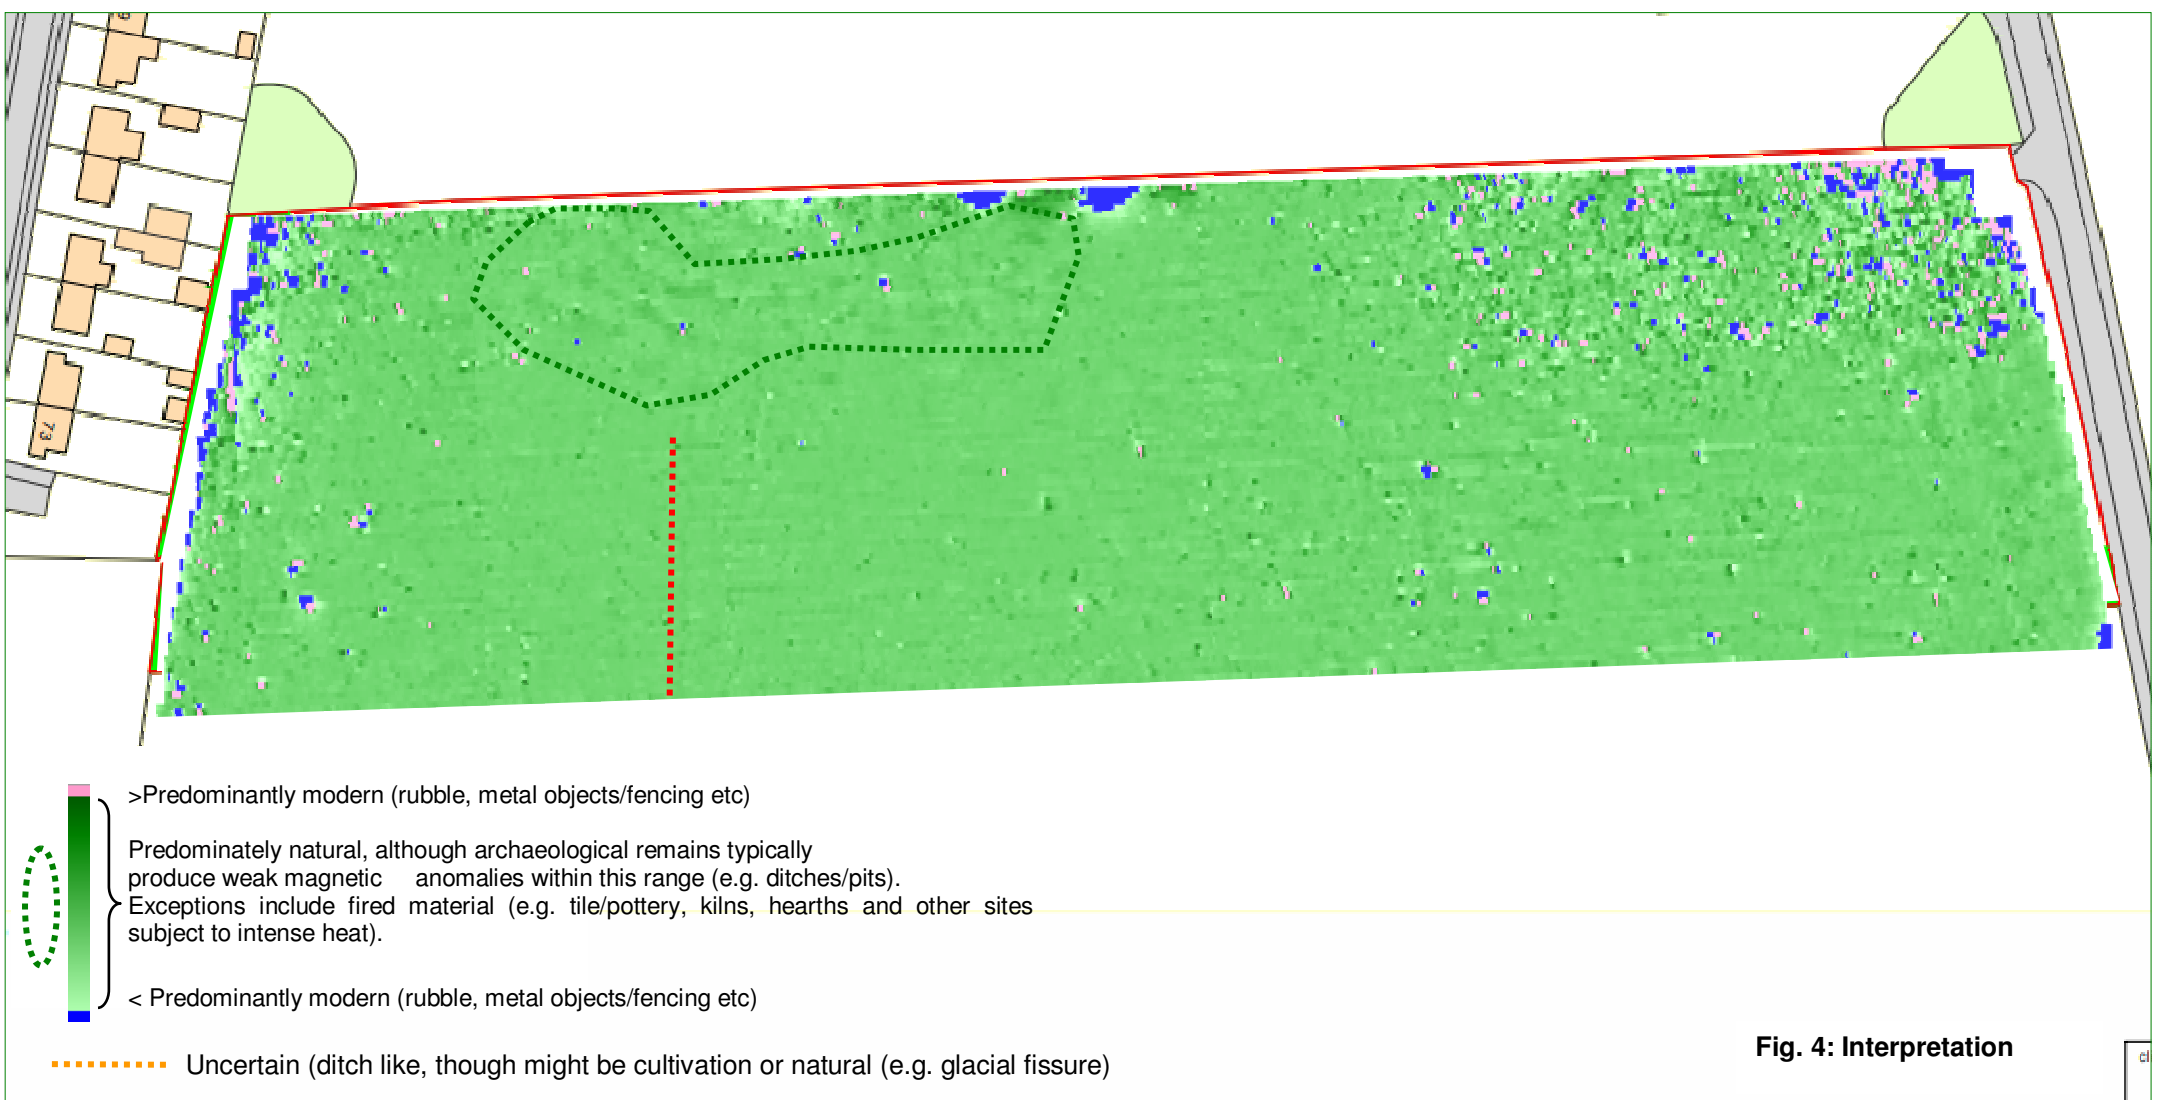 73
>Predominantly modern (rubble, metal objects/fencing etc)
Predominately natural, although archaeological remains typically
produce weak magnetic anomalies within this range (e.g. ditches/pits).
Exceptions include fired material (e.g. tile/pottery, kilns, hearths and other sites
subject to intense heat).
< Predominantly modern (rubble, metal objects/fencing etc)
Uncertain (ditch like, though might be cultivation or natural (e.g. glacial fissure)
Fig. 4: Interpretation